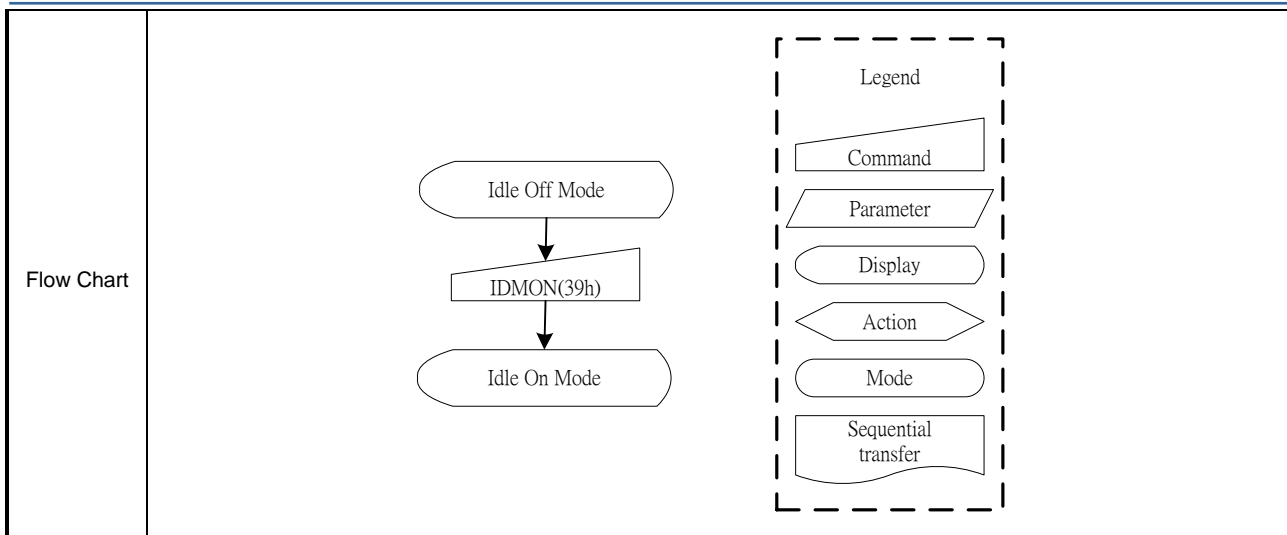 Flow Chart
Idle Off Mode
IDMON(39h)
Idle On Mode
Legend
Command
Parameter
Display
Action
Mode
Sequential
transfer